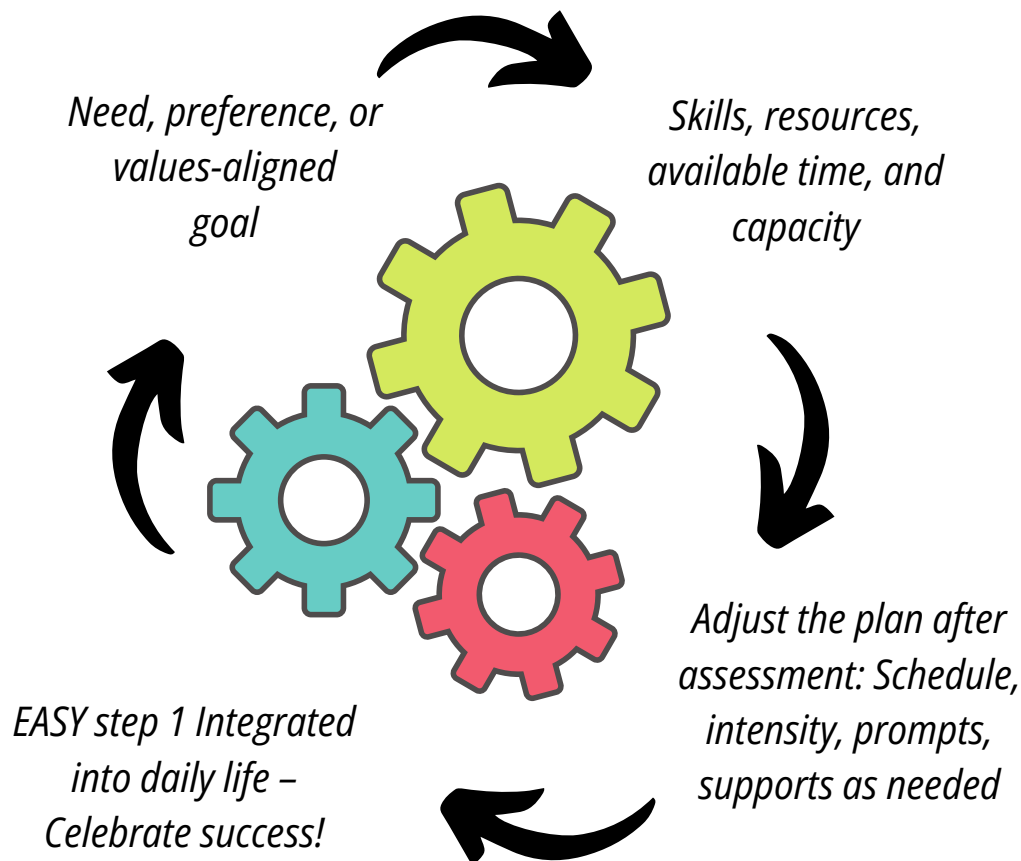 Need, preference, or
values-aligned
goal
Skills, resources,
available time, and
capacity
Adjust the plan after
assessment: Schedule,
intensity, prompts,
supports as needed
EASY step 1 Integrated
into daily life –
Celebrate success!